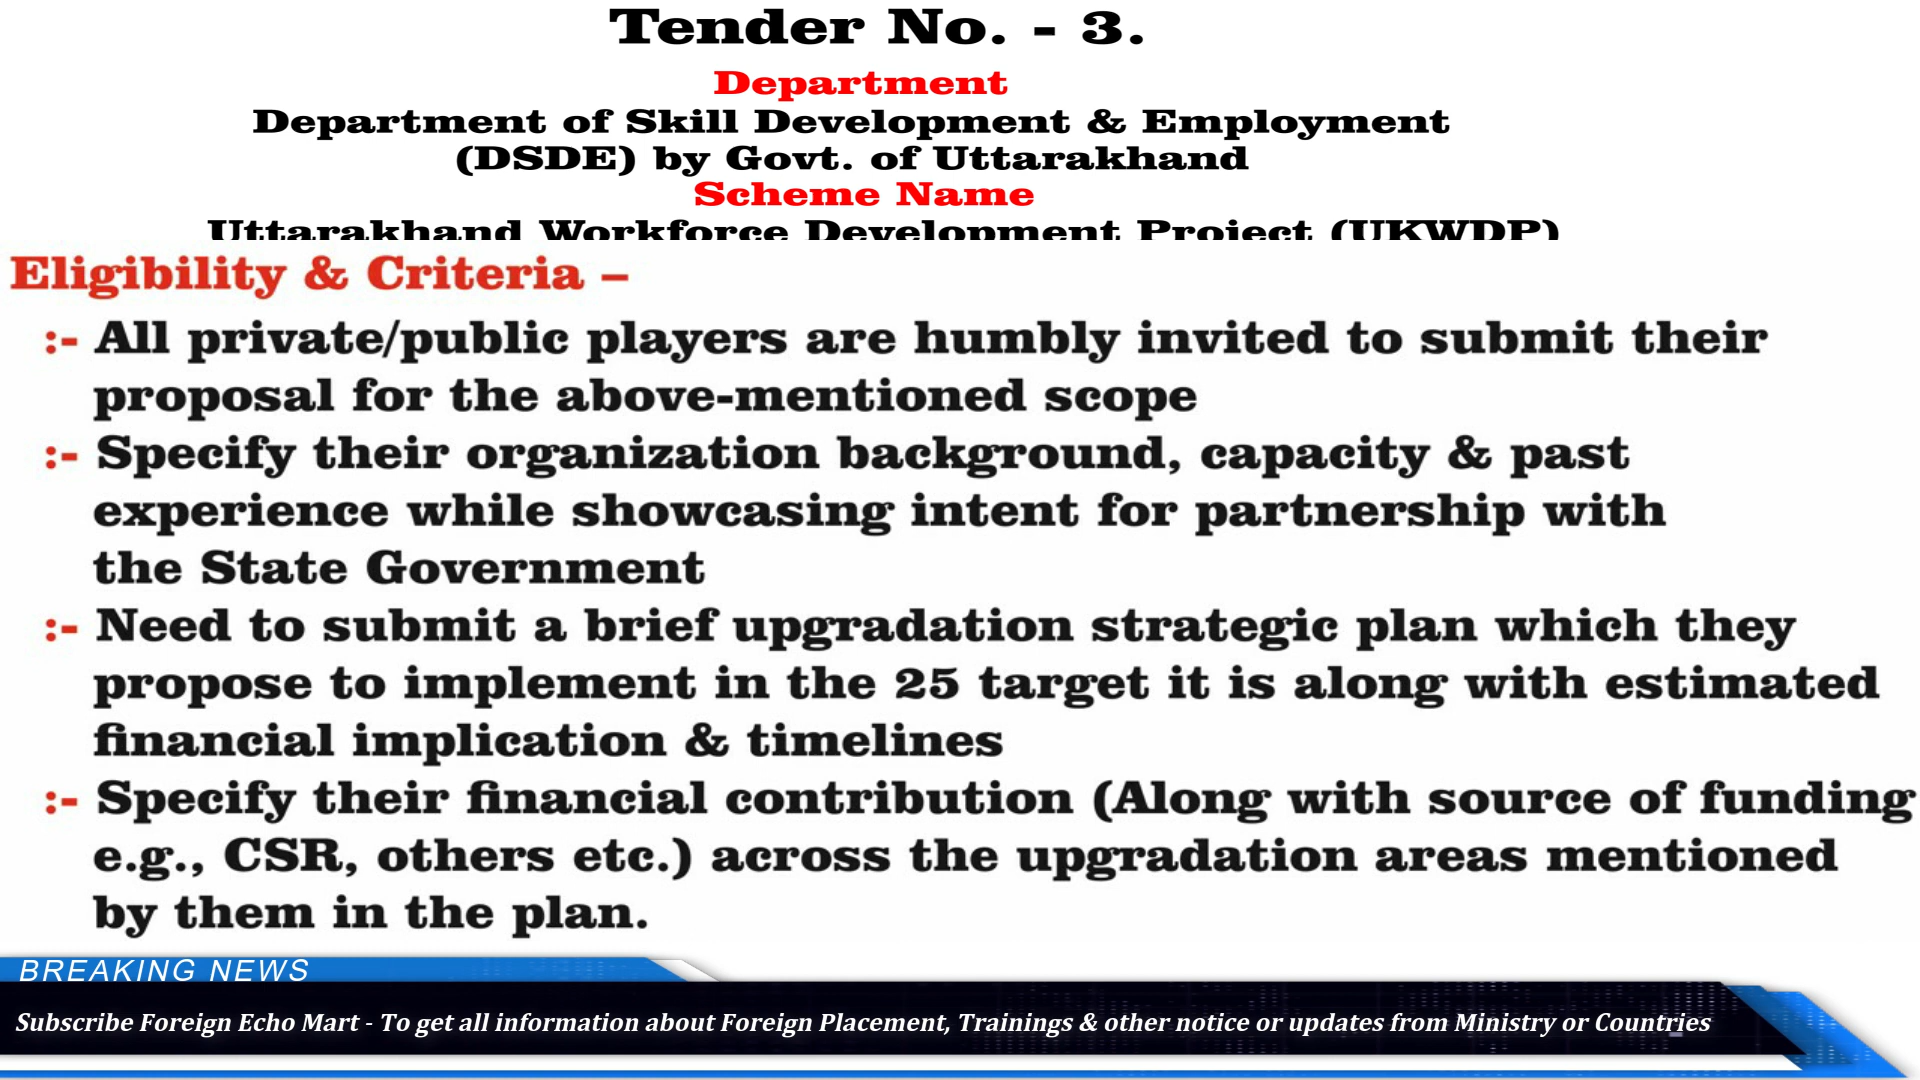 Tender No. - 3.
Department
Department of Skill Development & Employment
(DSDE) by Govt. of Uttarakhand
Scheme Name
Uttarakhand Workforce Development Project (UKWDP)
Eligibility & Criteria –
:- All private/public players are humbly invited to submit their
proposal for the above-mentioned scope
:- Specify their organization background, capacity & past
experience while showcasing intent for partnership with
the State Government
:- Need to submit a brief upgradation strategic plan which they
propose to implement in the 25 target it is along with estimated
financial implication & timelines
:- Specify their financial contribution (Along with source of funding
e.g., CSR, others etc.) across the upgradation areas mentioned
by them in the plan.
BREAKING NEWS
Subscribe Foreign Echo Mart - To get all information about Foreign Placement, Trainings & other notice or updates from Ministry or Countries